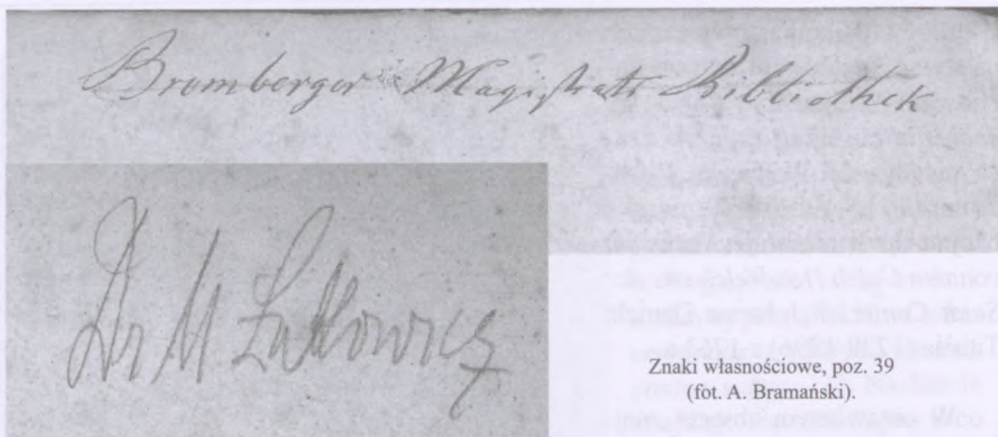 Bromberger Magistrats Bibliothek
Dr M
Znaki własnościowe, poz. 39
(fot. A. Bramański).